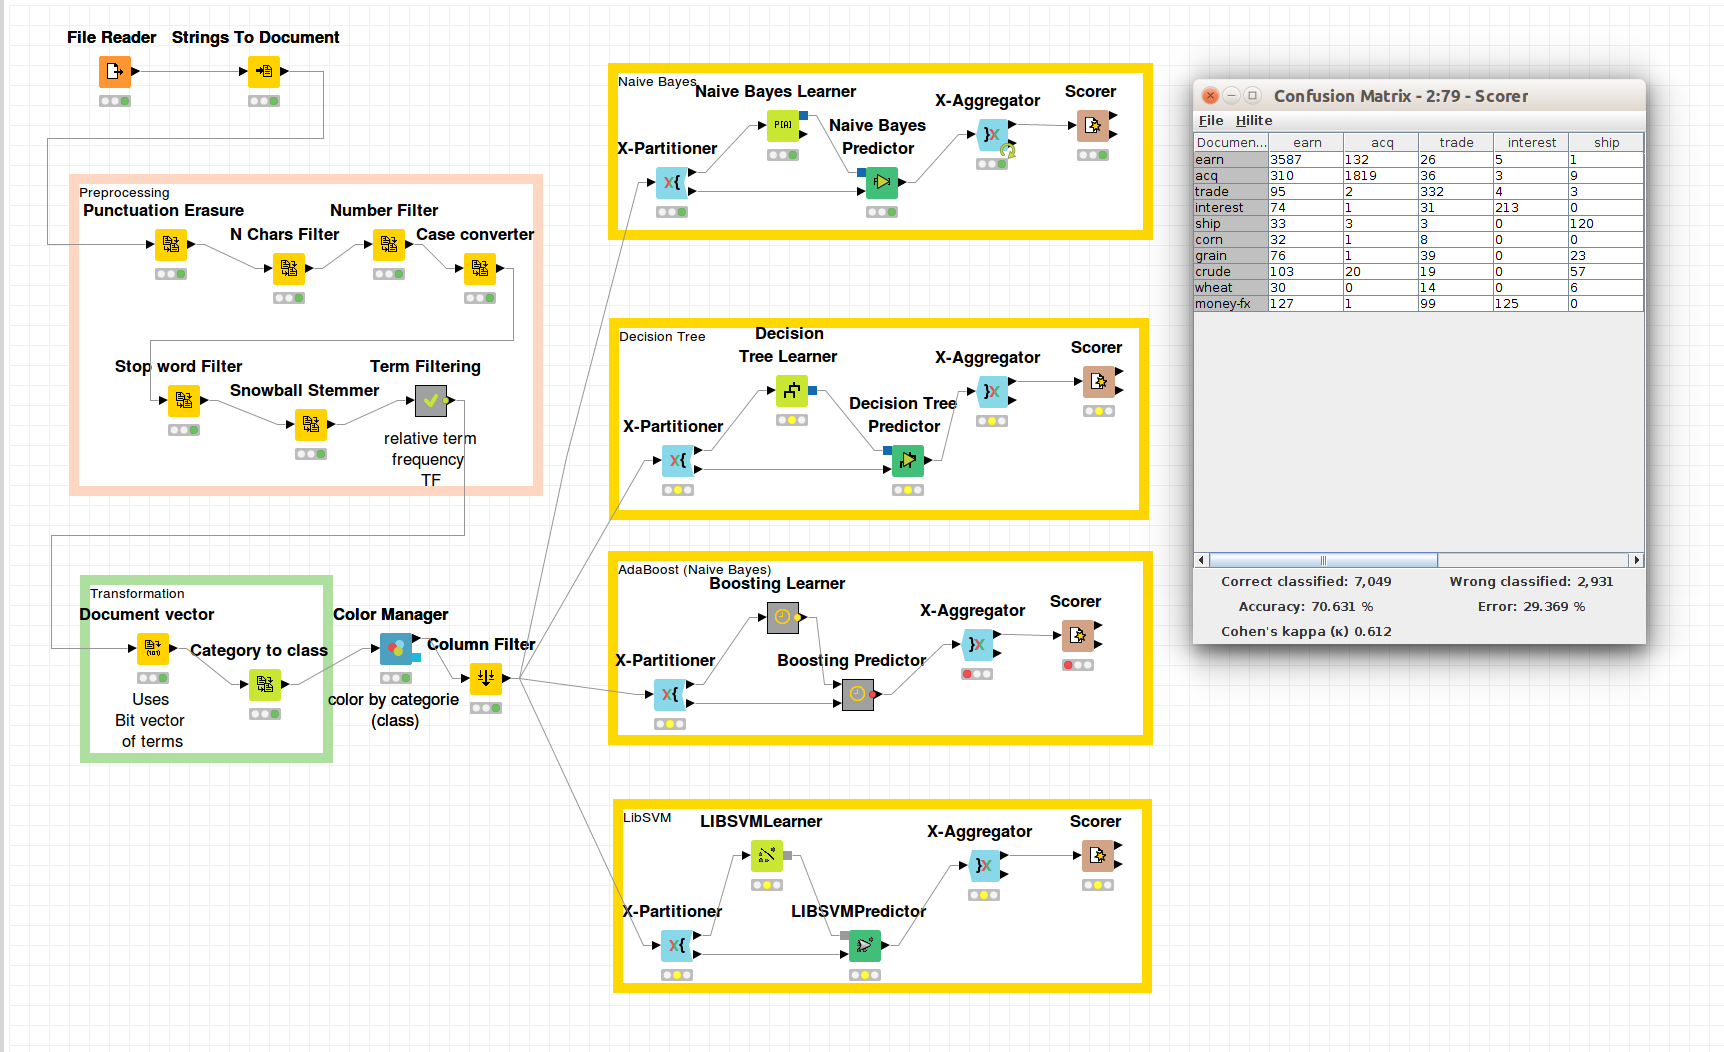 File Reader
Strings To Document
Preprocessing
Punctuation Erasure
N Chars Filter
Number Filter
Case converter
Stop word Filter
Snowball Stemmer
Term Filtering
relative term
frequency
TF
Transformation
Document vector
Uses
Bit vector
of terms
Category to class
Color Manager
color by categorie
(class)
Column Filter
Naive Bayes
X-Partitioner
Naive Bayes Learner
P[A]
Naive Bayes
Predictor
X-Aggregator
Scorer
Decision Tree
X-Partitioner
Decision
Tree Learner
Decision Tree
Predictor
X-Aggregator
Scorer
AdaBoost (Naive Bayes)
X-Partitioner
Boosting Learner
Boosting Predictor
X-Aggregator
Scorer
LibSVM
X-Partitioner
LIBSVMLearner
LIBSVMPredictor
X-Aggregator
Scorer
Confusion Matrix - 2:79 - Scorer
File Hilite
Documen... earn acq trade interest ship
earn 3587 132 26 5 1
acq 310 1819 36 3 9
trade 95 2 332 4 3
interest 74 1 31 213 0
ship 33 3 3 0 120
corn 32 1 8 0 0
grain 76 1 39 0 23
crude 103 20 19 0 57
wheat 30 0 14 0 6
money-fx 127 1 99 125 0
Correct classified: 7,049 Wrong classified: 2,931
Accuracy: 70.631 % Error: 29.369 %
Cohen's kappa (κ) 0.612